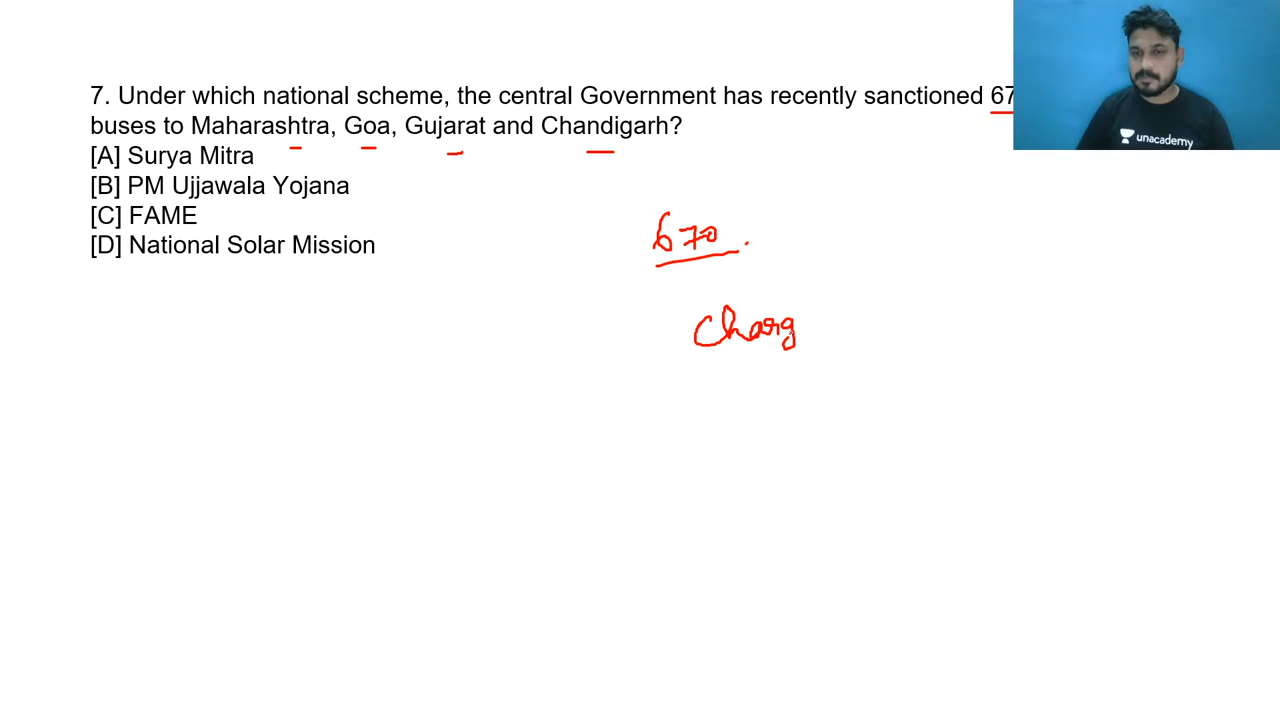 7. Under which national scheme, the central Government has recently sanctioned 67
buses to Maharashtra, Goa, Gujarat and Chandigarh?
[A] Surya Mitra
[B] PM Ujjawala Yojana
[C] FAME
[D] National Solar Mission
670
Charg
unacademy